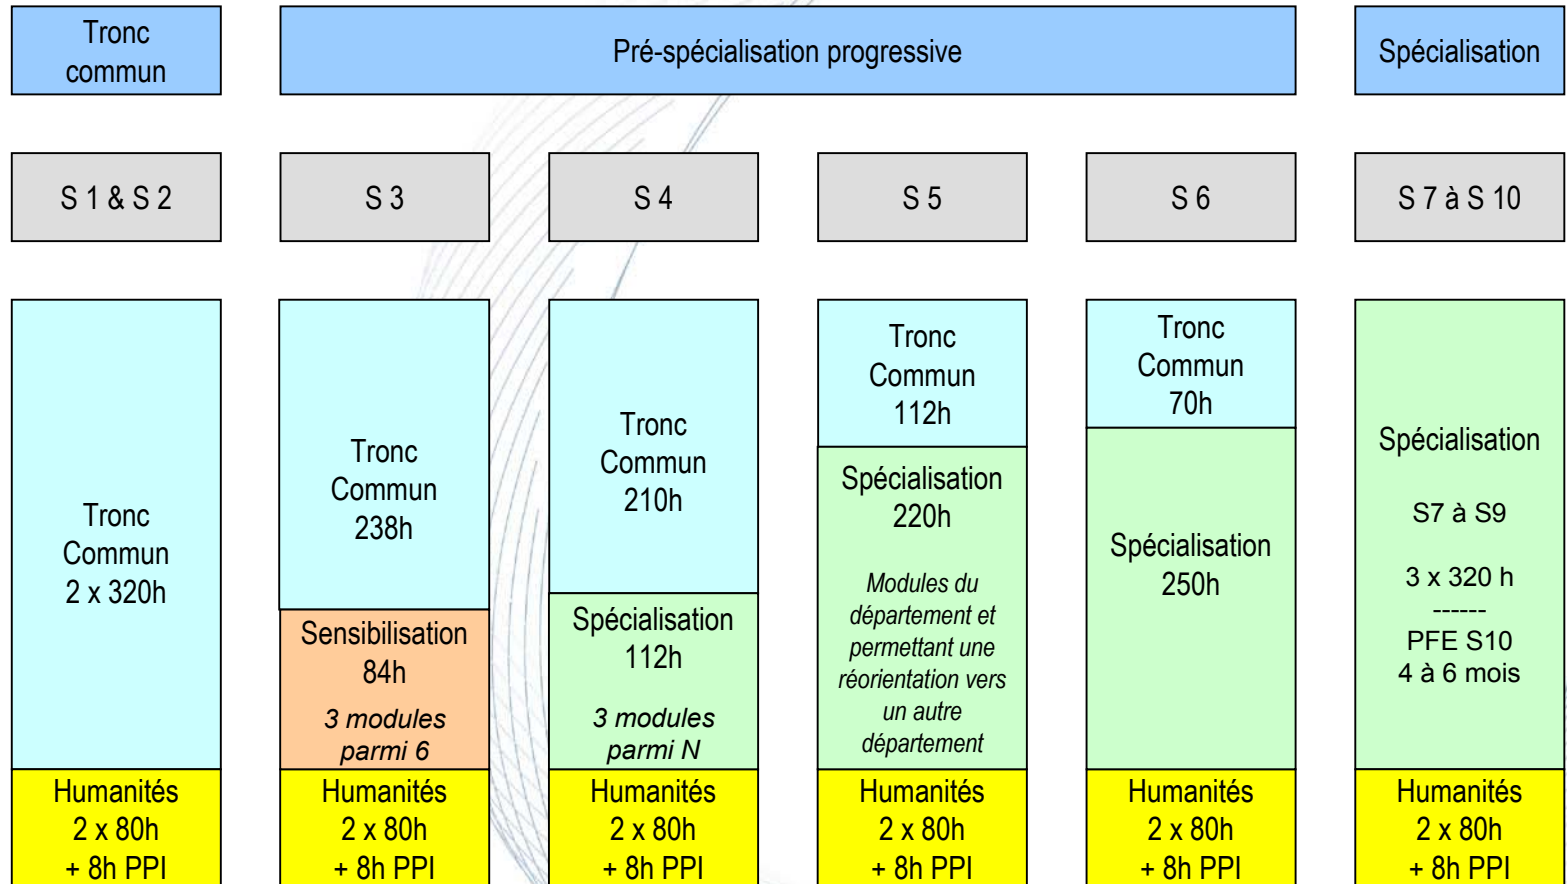 Tronc
commun
Pré-spécialisation progressive
Spécialisation
S 1 & S 2
S 3
S 4
S 5
S 6
S 7 à S 10
Tronc
Commun
2 x 320h
Humanités
2 x 80h
+ 8h PPI
Tronc
Commun
238h
Sensibilisation
84h
3 modules
parmi 6
Humanités
2 x 80h
+ 8h PPI
Tronc
Commun
210h
Spécialisation
112h
3 modules
parmi N
Humanités
2 x 80h
+ 8h PPI
Tronc
Commun
112h
Spécialisation
220h
Modules du
département et
permettant une
réorientation vers
un autre
département
Humanités
2 x 80h
+ 8h PPI
Tronc
Commun
70h
Spécialisation
250h
Humanités
2 x 80h
+ 8h PPI
Spécialisation
S7 à S9
3 x 320 h
------
PFE S10
4 à 6 mois
Humanités
2 x 80h
+ 8h PPI